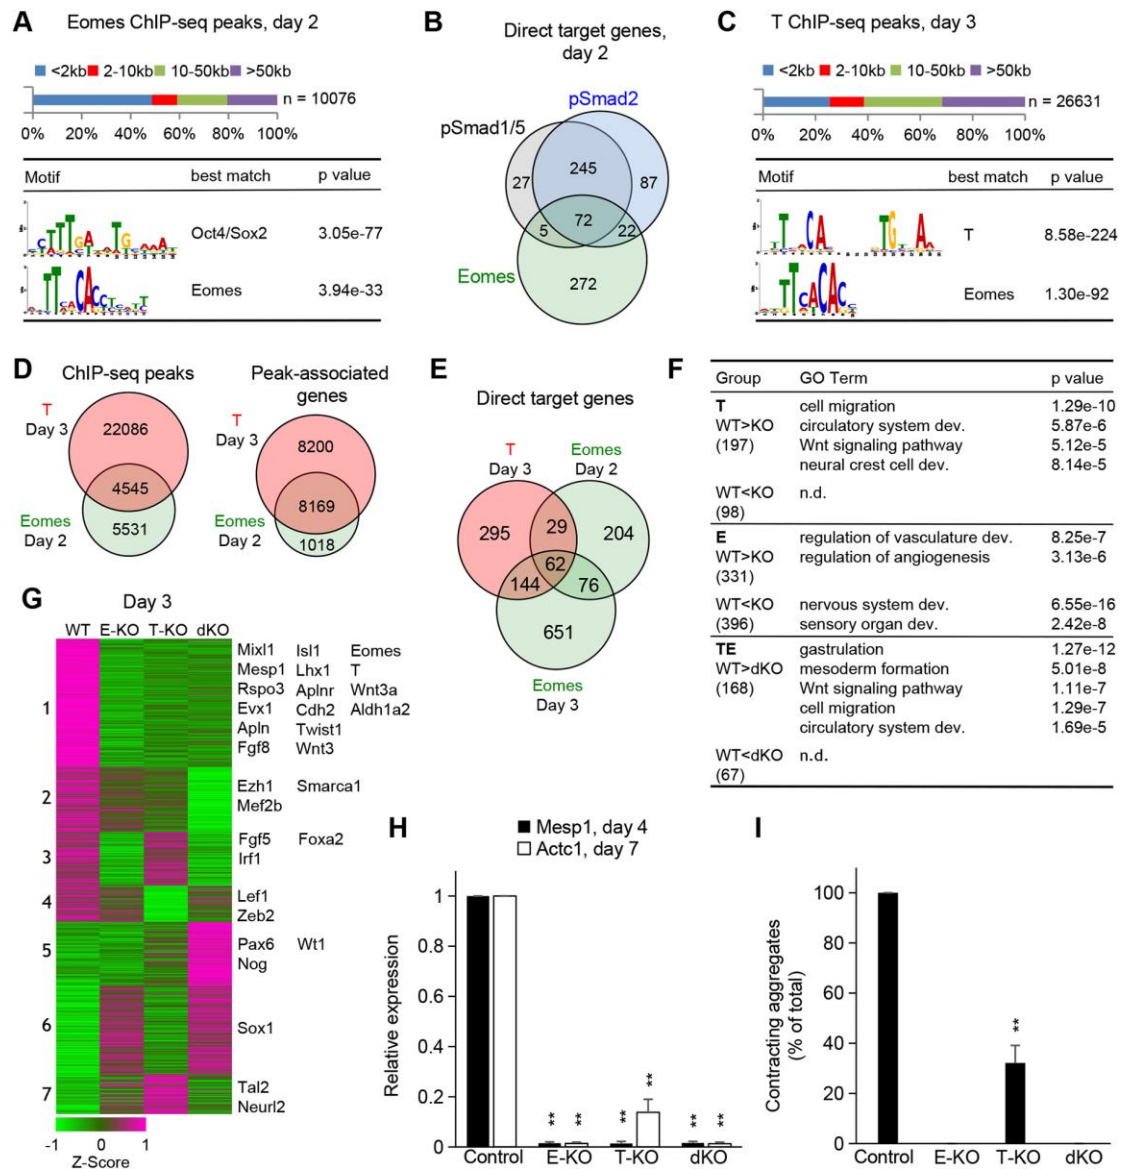 A Eomes ChIP-seq peaks, day 2
<2kb 2-10kb 10-50kb >50kb
n = 10076
0% 20% 40% 60% 80% 100%
Motif best match p value
Oct4/Sox2 3.05e-77
Eomes 3.94e-33
B Direct target genes,
day 2
pSmad2
pSmad1/5
245
27 87
72
5 22
Eomes
272
C T ChIP-seq peaks, day 3
<2kb 2-10kb 10-50kb >50kb
n = 26631
0% 20% 40% 60% 80% 100%
Motif best match p value
T 8.58e-224
Eomes 1.30e-92
D ChIP-seq peaks
T
Day 3
22086
4545
Eomes
Day 2
5531
Peak-associated
genes
T
Day 3
8200
8169
Eomes
Day 2
1018
E Direct target genes
T
Day 3
Eomes
Day 2
295 29 204
62
144 76
651
Eomes
Day 3
F
Group GO Term p value
T cell migration 1.29e-10
WT>KO circulatory system dev. 5.87e-6
(197) Wnt signaling pathway 5.12e-5
neural crest cell dev. 8.14e-5
WT<KO n.d.
(98)
E regulation of vasculature dev. 8.25e-7
WT>KO regulation of angiogenesis 3.13e-6
(331)
WT<KO nervous system dev. 6.55e-16
(396) sensory organ dev. 2.42e-8
TE gastrulation 1.27e-12
WT>dKO mesoderm formation 5.01e-8
(168) Wnt signaling pathway 1.11e-7
cell migration 1.29e-7
circulatory system dev. 1.69e-5
WT<dKO n.d.
(67)
G Day 3
WT E-KO T-KO dKO
Mixl1 Isl1 Eomes
Mesp1 Lhx1 T
Rspo3 Aplnr Wnt3a
1 Evx1 Cdh2 Aldh1a2
Apln Twist1
Fgf8 Wnt3
2 Ezh1 Smarca1
Mef2b
3 Fgf5 Foxa2
Irf1
4 Lef1
Zeb2
5 Pax6 Wt1
Nog
6 Sox1
7 Tal2
Neurl2
-1 0 1
Z-Score
H
Mesp1, day 4
Actc1, day 7
Relative expression
1
0.8
0.6
0.4
0.2
0
** ** ** ** ** **
Control E-KO T-KO dKO
I
Contracting aggregates
(% of total)
100
80
60
40
20
0
**
Control E-KO T-KO dKO